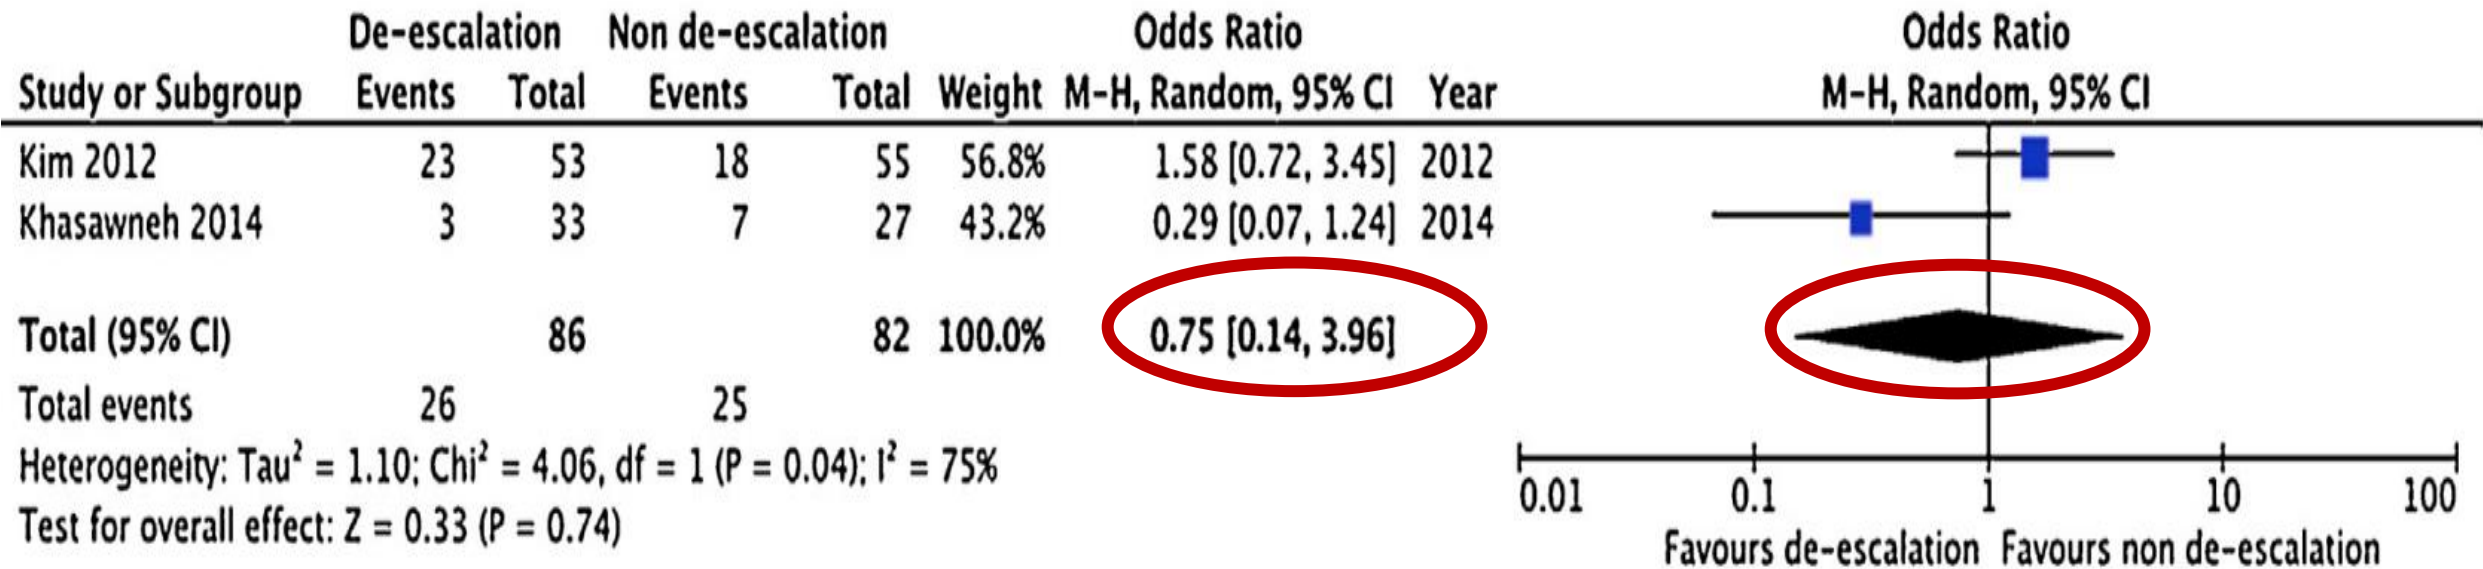 De-escalation Non de-escalation Odds Ratio Odds Ratio
Study or Subgroup Events Total Events Total Weight M-H, Random, 95% CI Year M-H, Random, 95% CI
Kim 2012 23 53 18 55 56.8% 1.58 [0.72, 3.45] 2012
Khasawneh 2014 3 33 7 27 43.2% 0.29 [0.07, 1.24] 2014
Total (95% CI) 86 82 100.0% 0.75 [0.14, 3.96]
Total events 26 25
Heterogeneity: Tau² = 1.10; Chi² = 4.06, df = 1 (P = 0.04); I² = 75%
Test for overall effect: Z = 0.33 (P = 0.74)
0.01 0.1 1 10 100
Favours de-escalation Favours non de-escalation